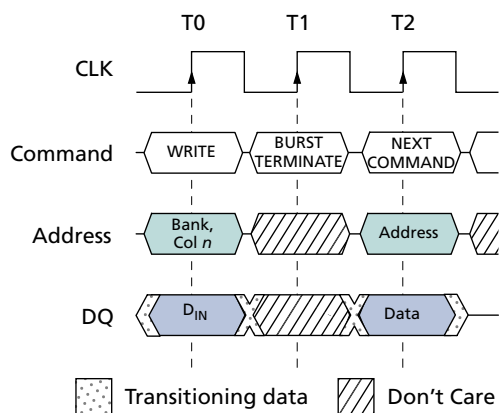 T0 T1 T2
CLK
Command
WRITE
BURST
TERMINATE
NEXT
COMMAND
Address
Bank,
Col n
Address
DQ
DIN
Data
Transitioning data
Don't Care